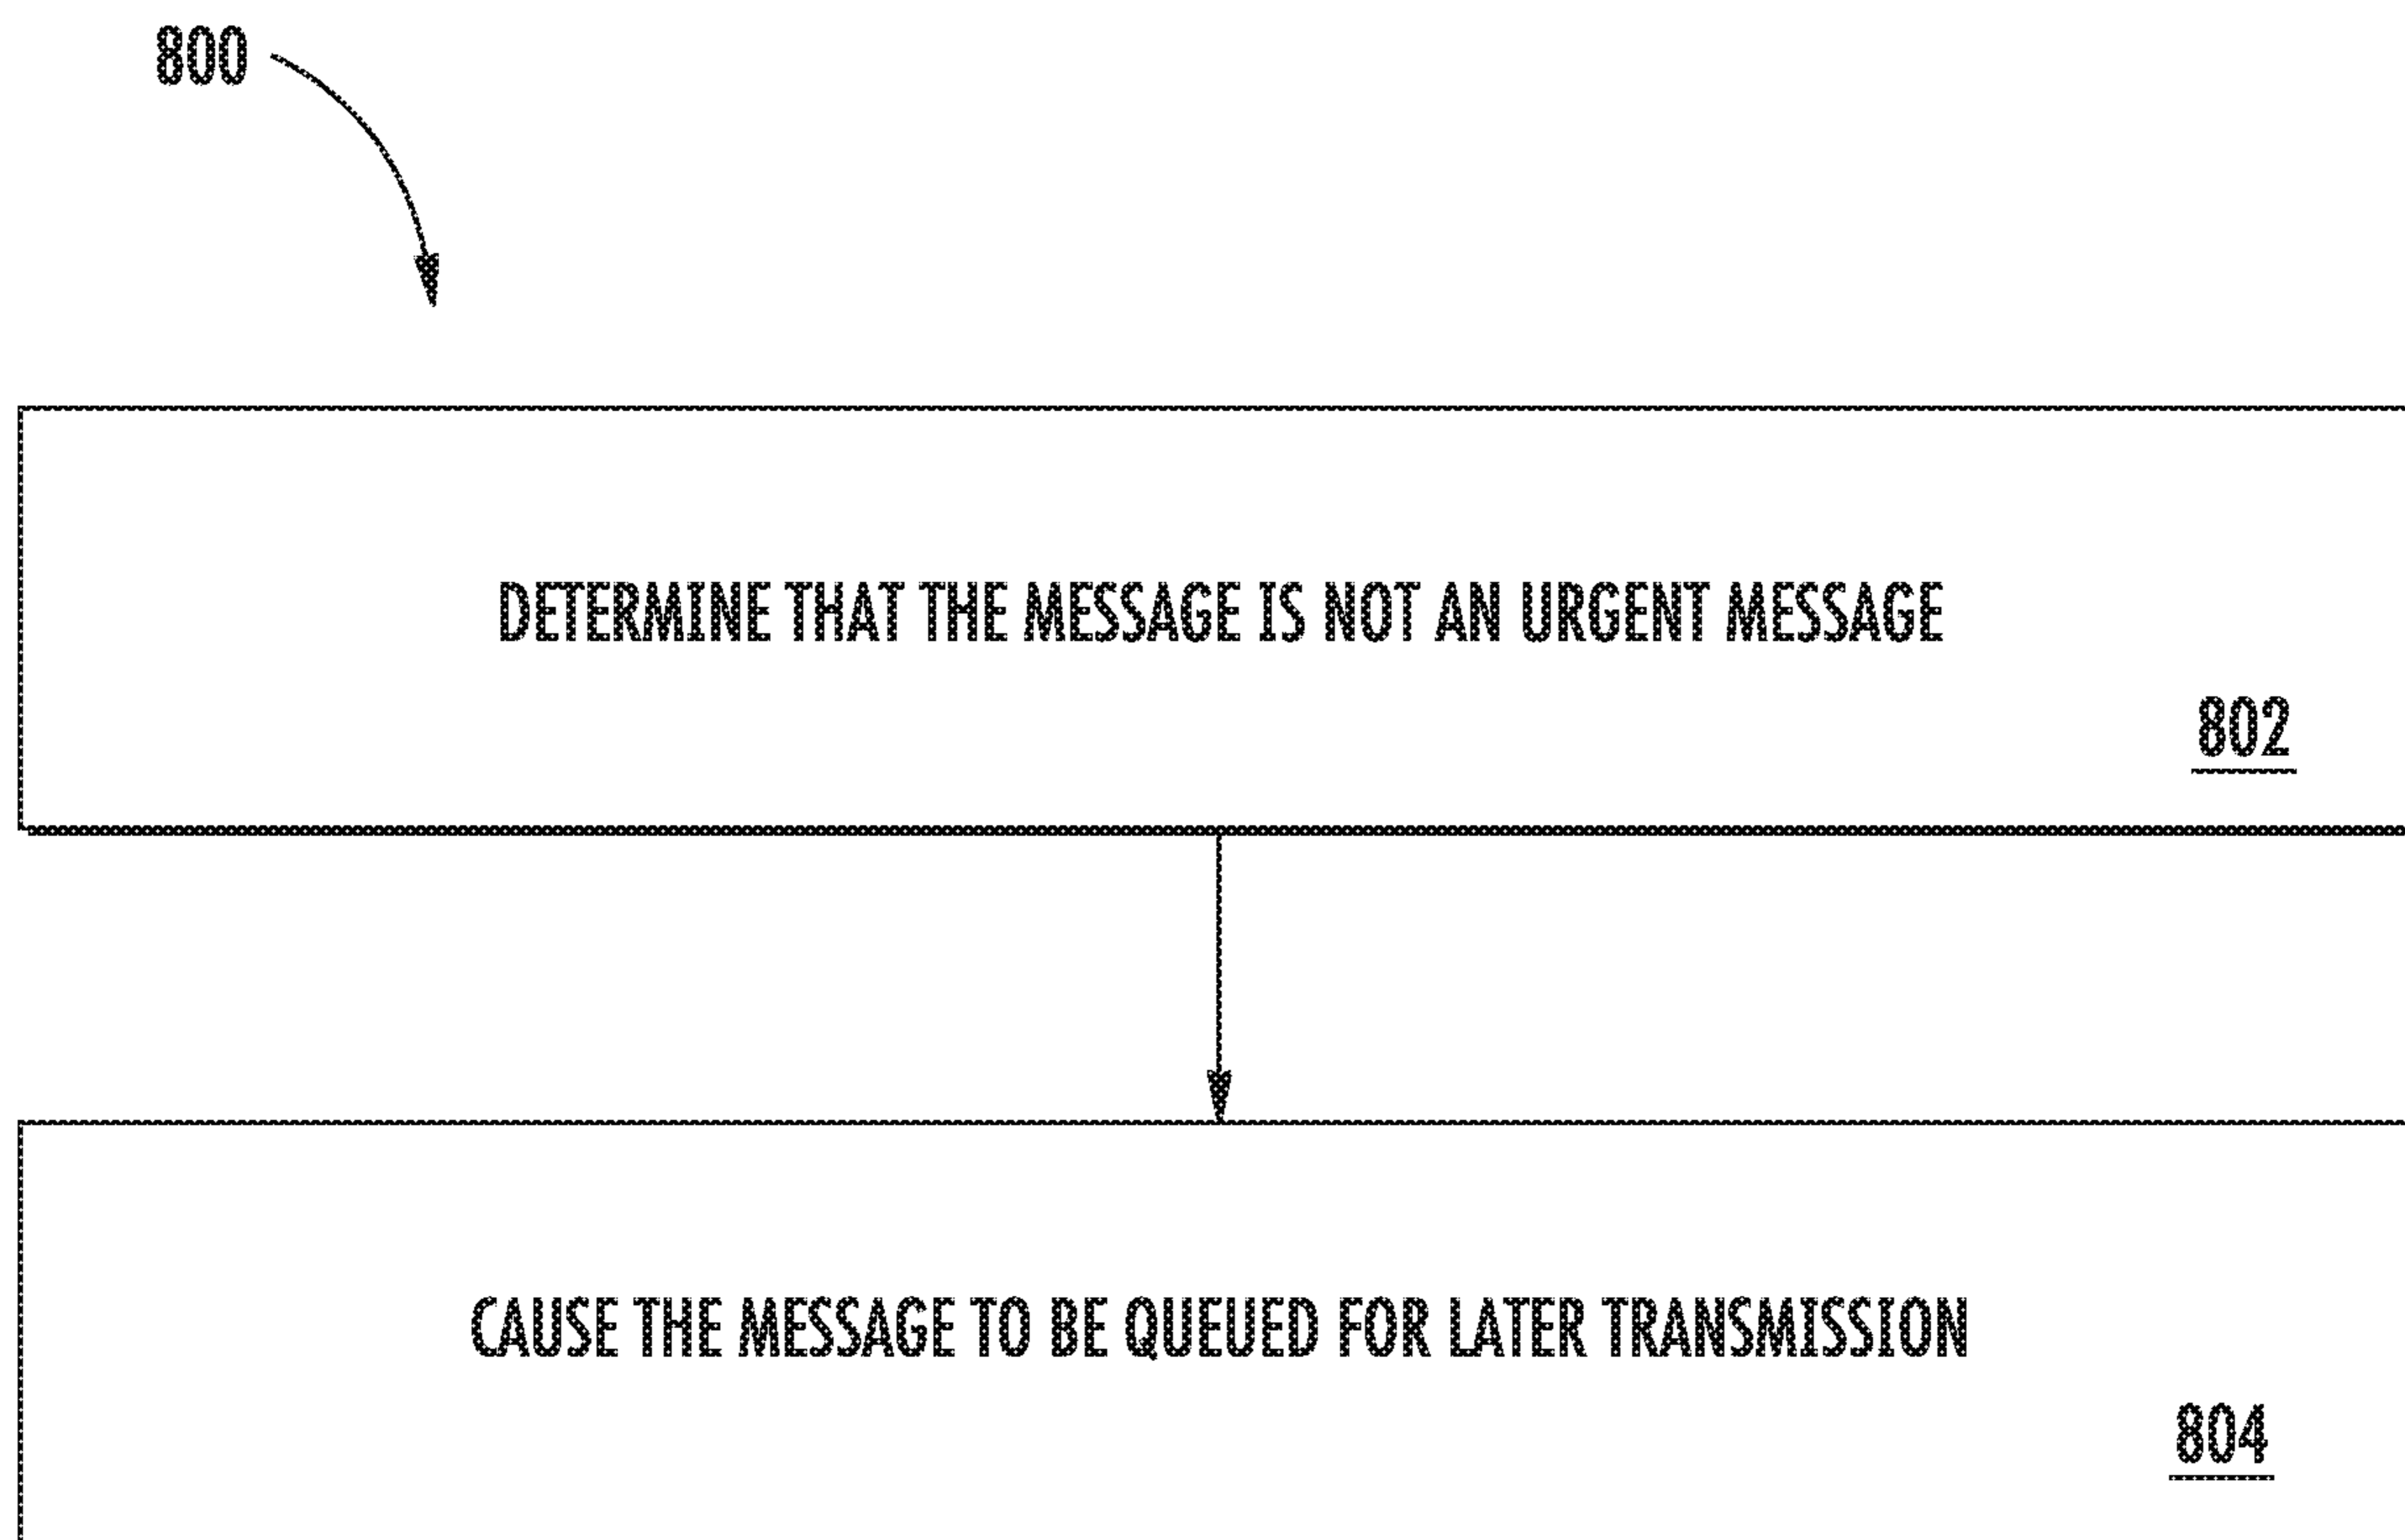 800
DETERMINE THAT THE MESSAGE IS NOT AN URGENT MESSAGE
802
CAUSE THE MESSAGE TO BE QUEUED FOR LATER TRANSMISSION
804